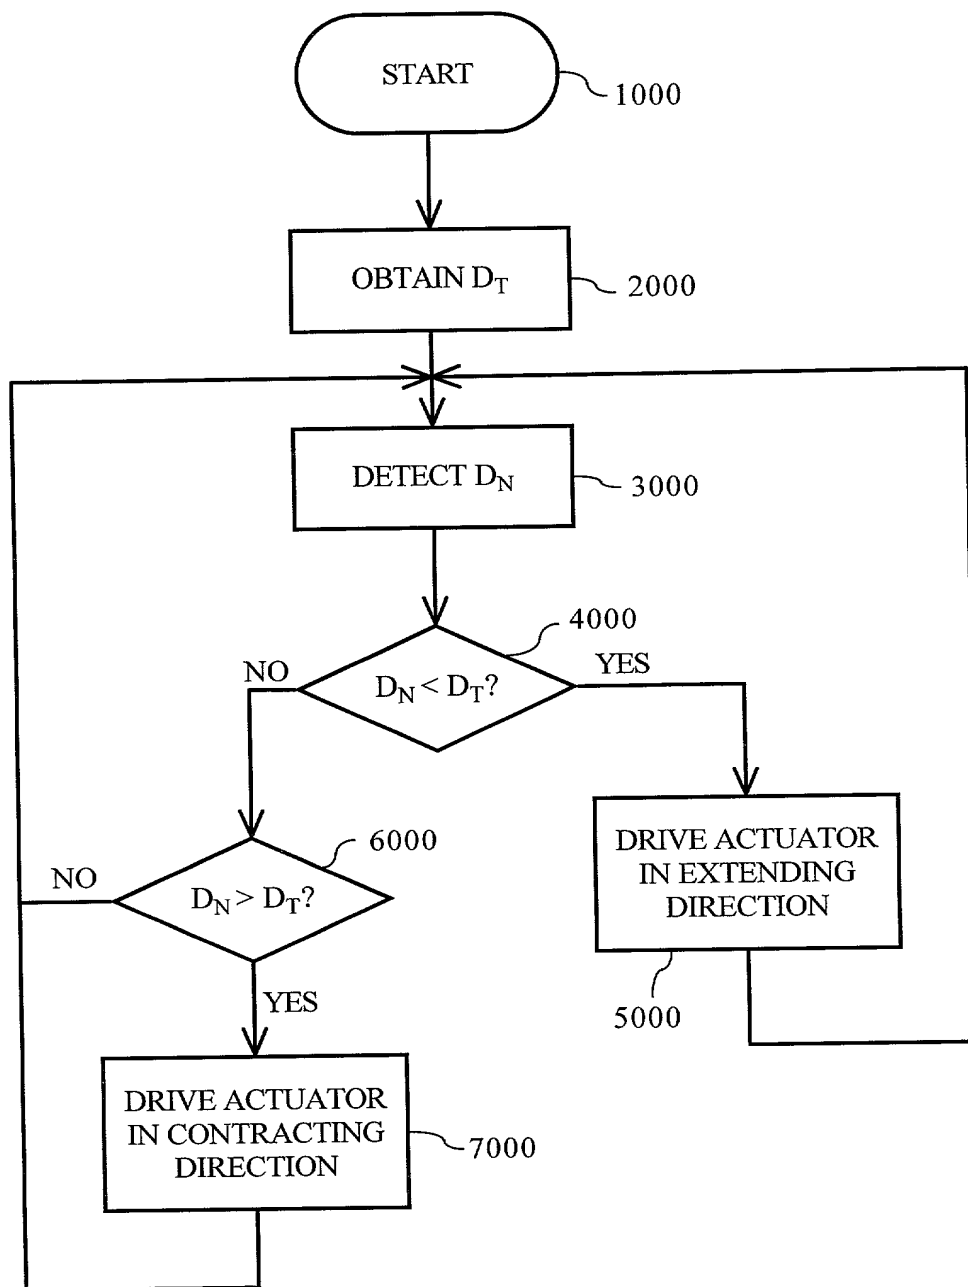 START
1000
OBTAIN D_T
2000
DETECT D_N
3000
4000
NO
YES
D_N < D_T?
6000
NO
D_N > D_T?
DRIVE ACTUATOR
IN EXTENDING
DIRECTION
YES
5000
DRIVE ACTUATOR
IN CONTRACTING
DIRECTION
7000